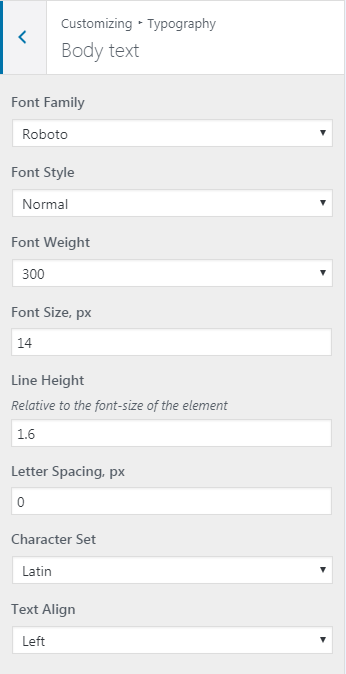 Customizing ▸ Typography
Body text
Font Family
Roboto
Font Style
Normal
Font Weight
300
Font Size, px
14
Line Height
Relative to the font-size of the element
1.6
Letter Spacing, px
0
Character Set
Latin
Text Align
Left